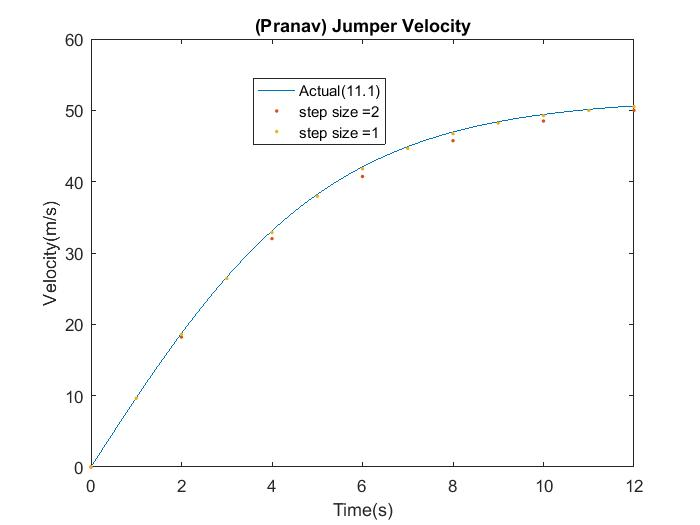 (Pranav) Jumper Velocity
60
50
40
30
20
10
0
Velocity(m/s)
Actual(11.1)
step size =2
step size =1
0 2 4 6 8 10 12
Time(s)